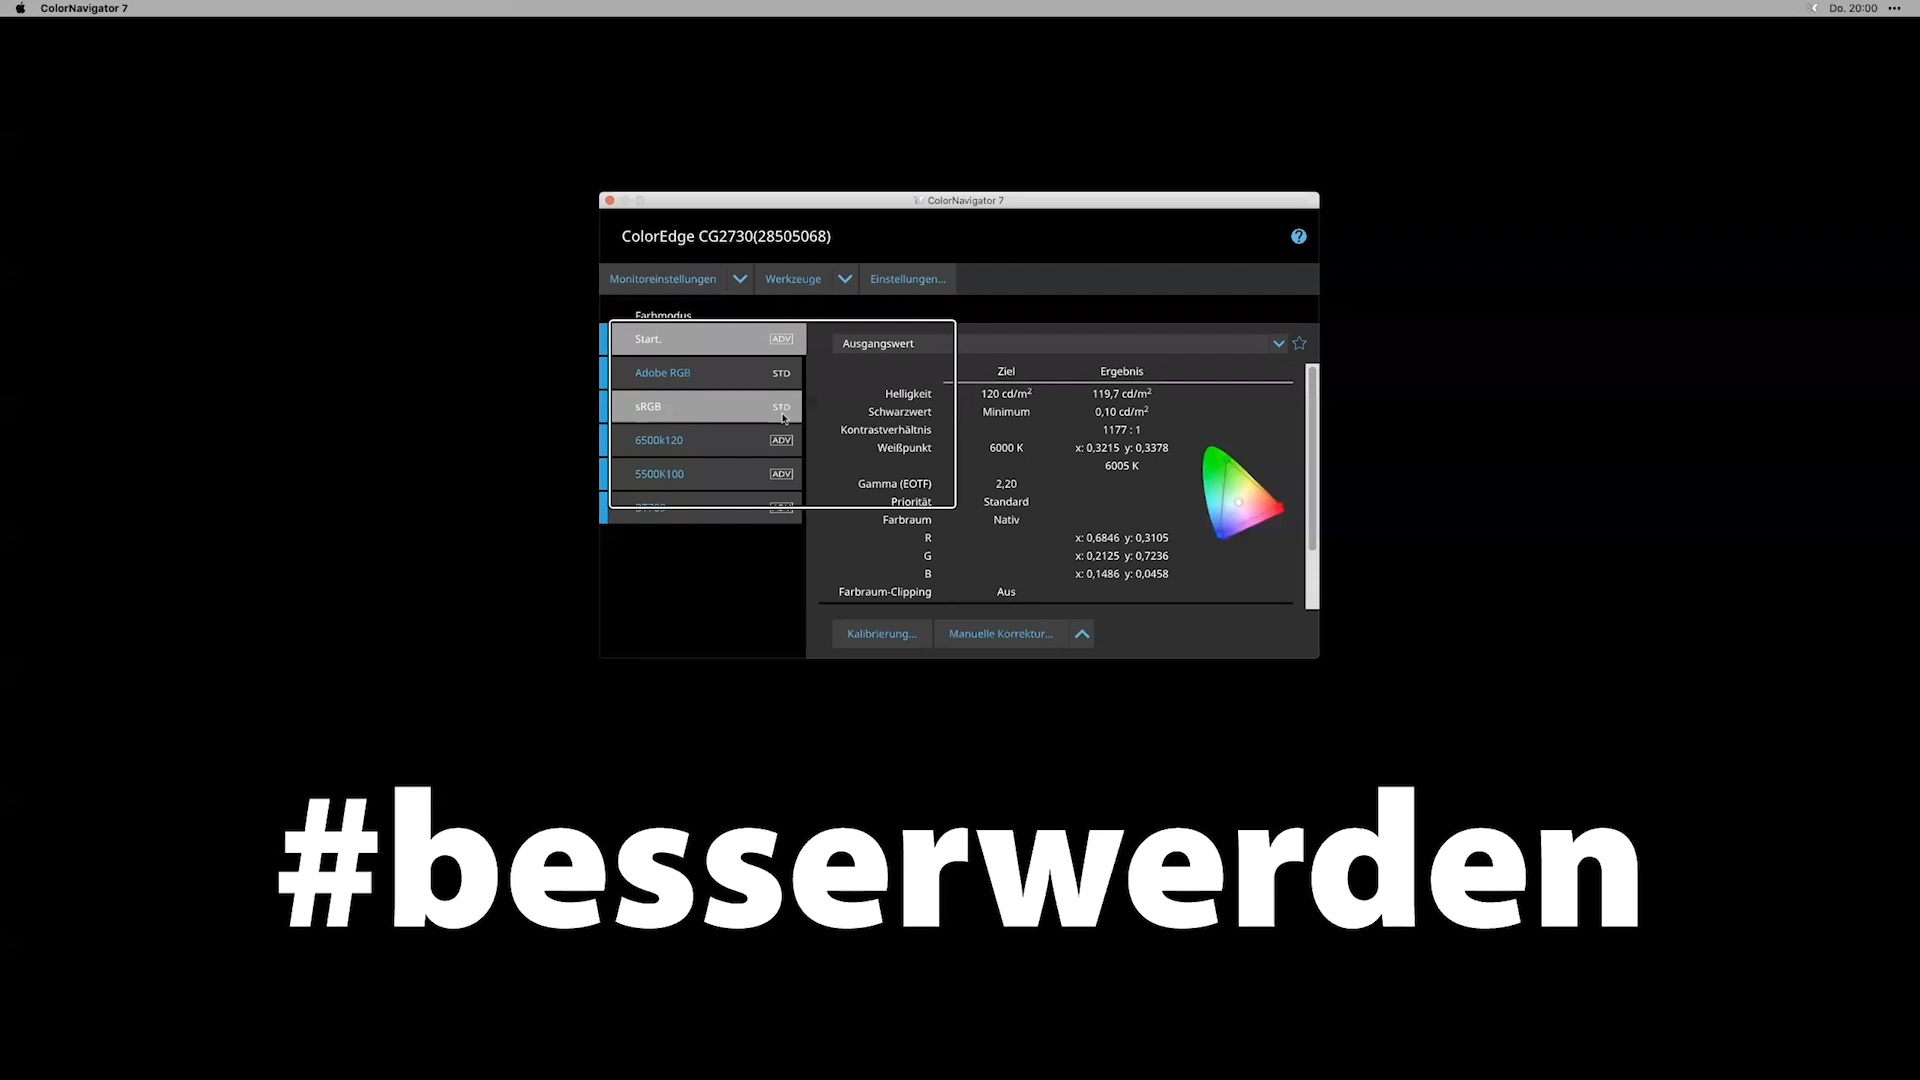 ColorNavigator 7
Do. 20:00
ColorNavigator 7
ColorEdge CG2730(28505068)
Monitoreinstellungen
Werkzeuge
Einstellungen...
Farbmodus
Start. ADV
Adobe RGB STD
sRGB STD
6500k120 ADV
5500K100 ADV
Ausgangswert
Ziel Ergebnis
Helligkeit 120 cd/m² 119,7 cd/m²
Schwarzwert Minimum 0,10 cd/m²
Kontrastverhältnis 1177 : 1
Weißpunkt 6000 K x: 0,3215 y: 0,3378
6005 K
Gamma (EOTF) 2,20
Priorität Standard
Farbraum Nativ
R x: 0,6846 y: 0,3105
G x: 0,2125 y: 0,7236
B x: 0,1486 y: 0,0458
Farbraum-Clipping Aus
Kalibrierung...
Manuelle Korrektur...
#besserwerden